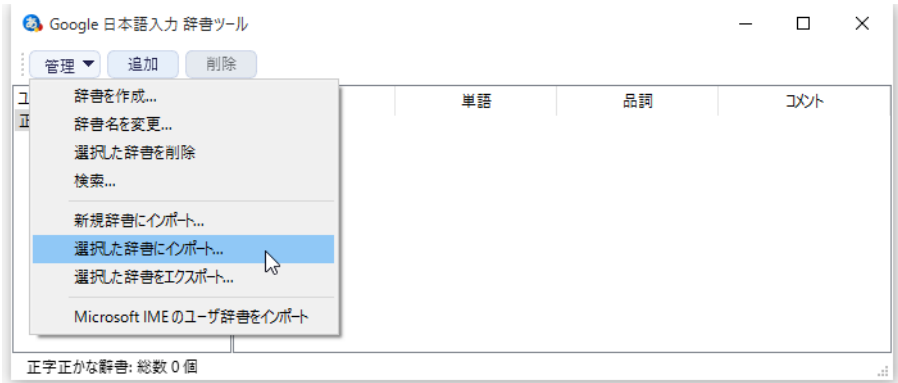 Google 日本語入力 辞書ツール
管理 追加 削除
単語 品詞 コメント
辞書を作成...
辞書名を変更...
選択した辞書を削除
検索...
新規辞書にインポート...
選択した辞書にインポート...
選択した辞書をエクスポート...
Microsoft IMEのユーザ辞書をインポート
正字正かな辭書: 総数 0 個